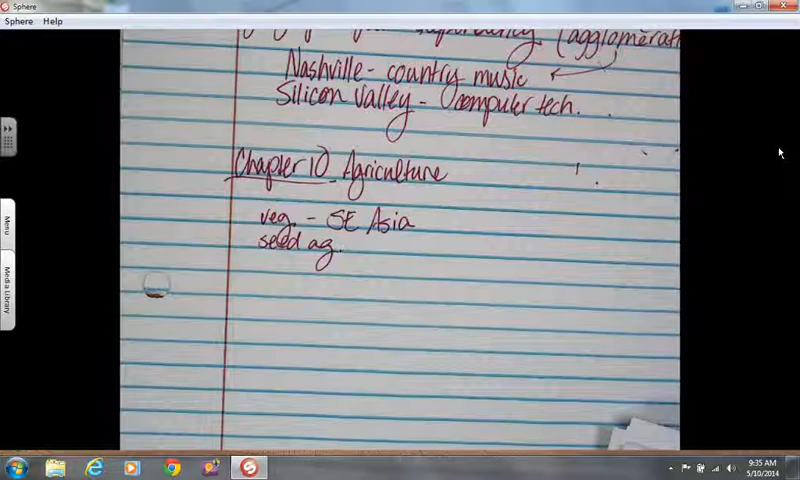 Sphere
Sphere Help
(agglomerati
Nashville - country music
Silicon Valley - computer tech.
Chapter 10 Agriculture
veg. - SE Asia
seed ag.
Menu
Media Library
9:35 AM
5/10/2014